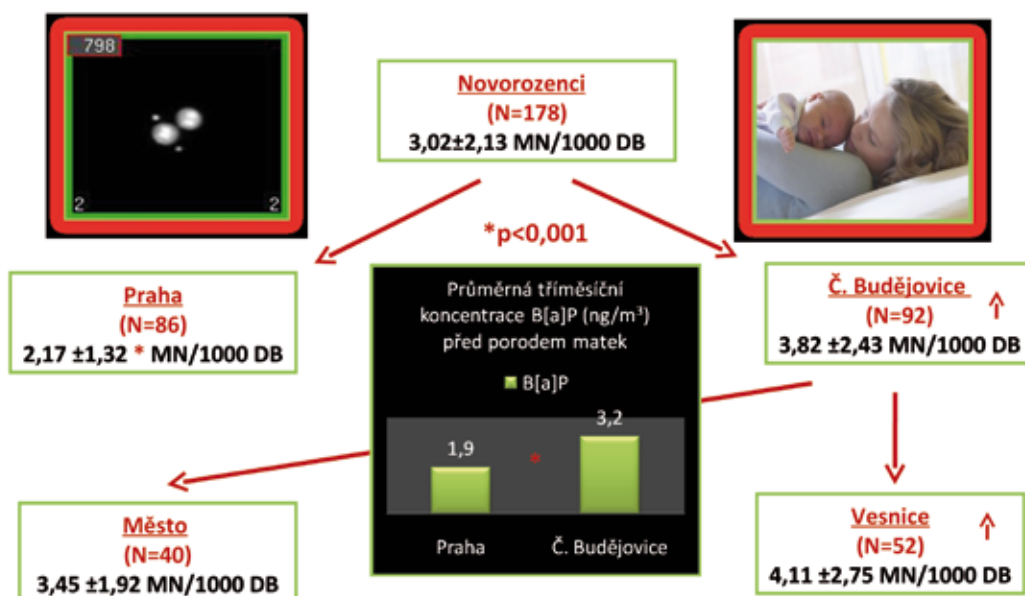 798
2 2
Novorozenci
(N=178)
3,02±2,13 MN/1000 DB
*p<0,001
Praha
(N=86)
2,17 ±1,32 * MN/1000 DB
Průměrná tříměsíční
koncentrace B[a]P (ng/m³)
před porodem matek
B[a]P
1,9
*
3,2
Praha
Č. Budějovice
Č. Budějovice ↑
(N=92)
3,82 ±2,43 MN/1000 DB
Město
(N=40)
3,45 ±1,92 MN/1000 DB
Vesnice ↑
(N=52)
4,11 ±2,75 MN/1000 DB